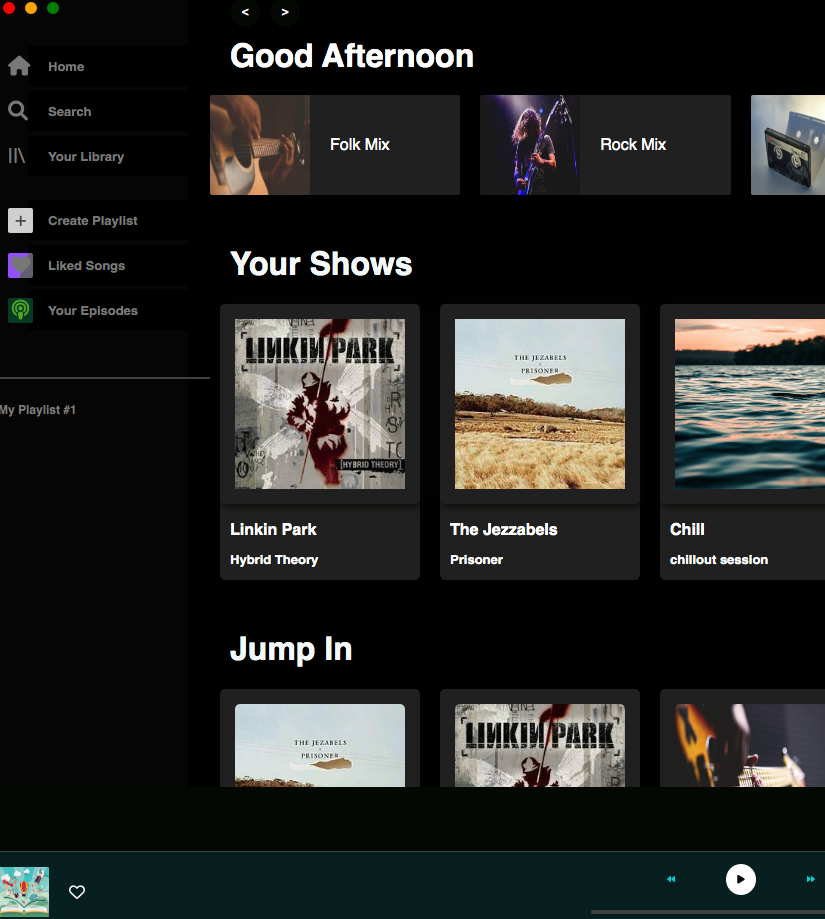 < >
Good Afternoon
Home
Search
Your Library
Create Playlist
Liked Songs
Your Episodes
My Playlist #1
Folk Mix
Rock Mix
Your Shows
LINKIN PARK
[HYBRID THEORY]
THE JEZABELS
PRISONER
Linkin Park
Hybrid Theory
The Jezzabels
Prisoner
Chill
chillout session
Jump In
THE JEZABELS
PRISONER
LINKIN PARK